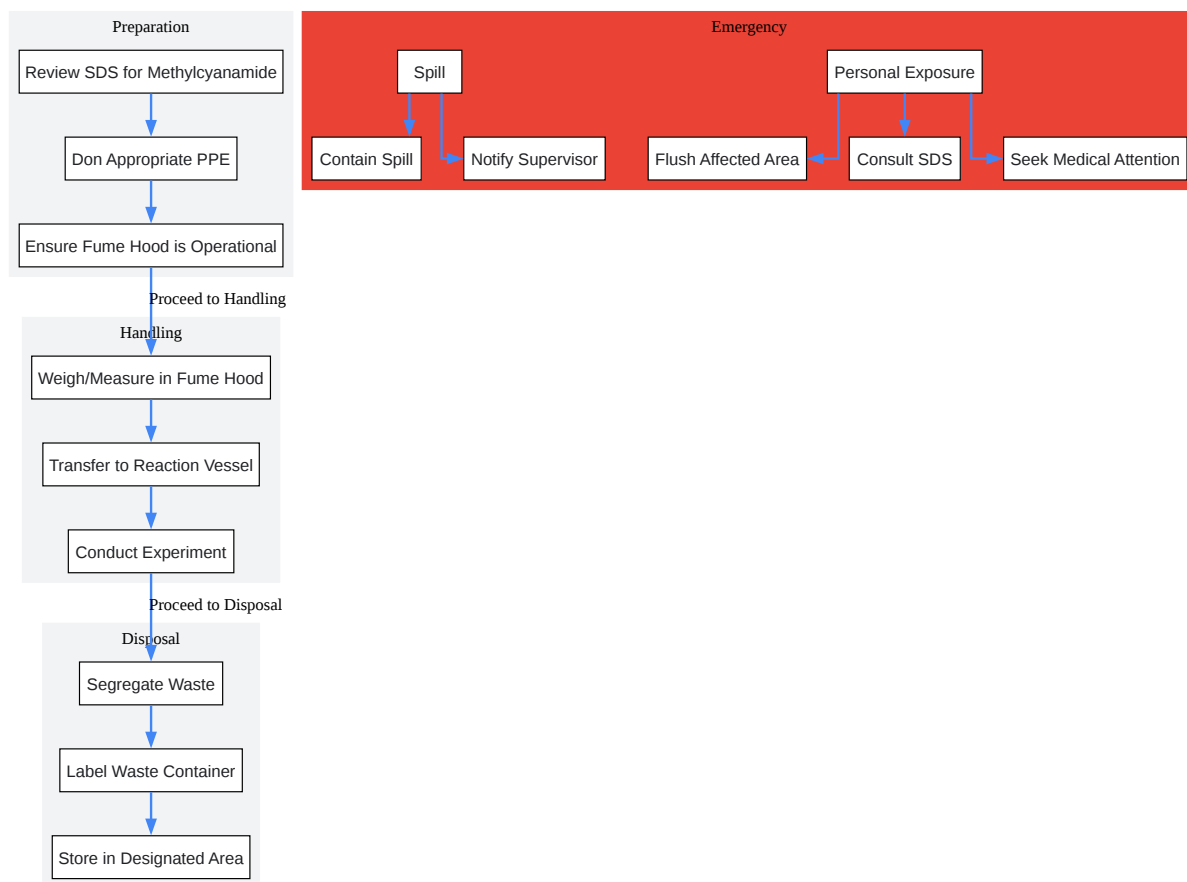 Preparation
Review SDS for Methylcyanamide
Don Appropriate PPE
Ensure Fume Hood is Operational
Proceed to Handling
Handling
Weigh/Measure in Fume Hood
Transfer to Reaction Vessel
Conduct Experiment
Proceed to Disposal
Disposal
Segregate Waste
Label Waste Container
Store in Designated Area
Emergency
Spill
Personal Exposure
Contain Spill
Notify Supervisor
Flush Affected Area
Consult SDS
Seek Medical Attention